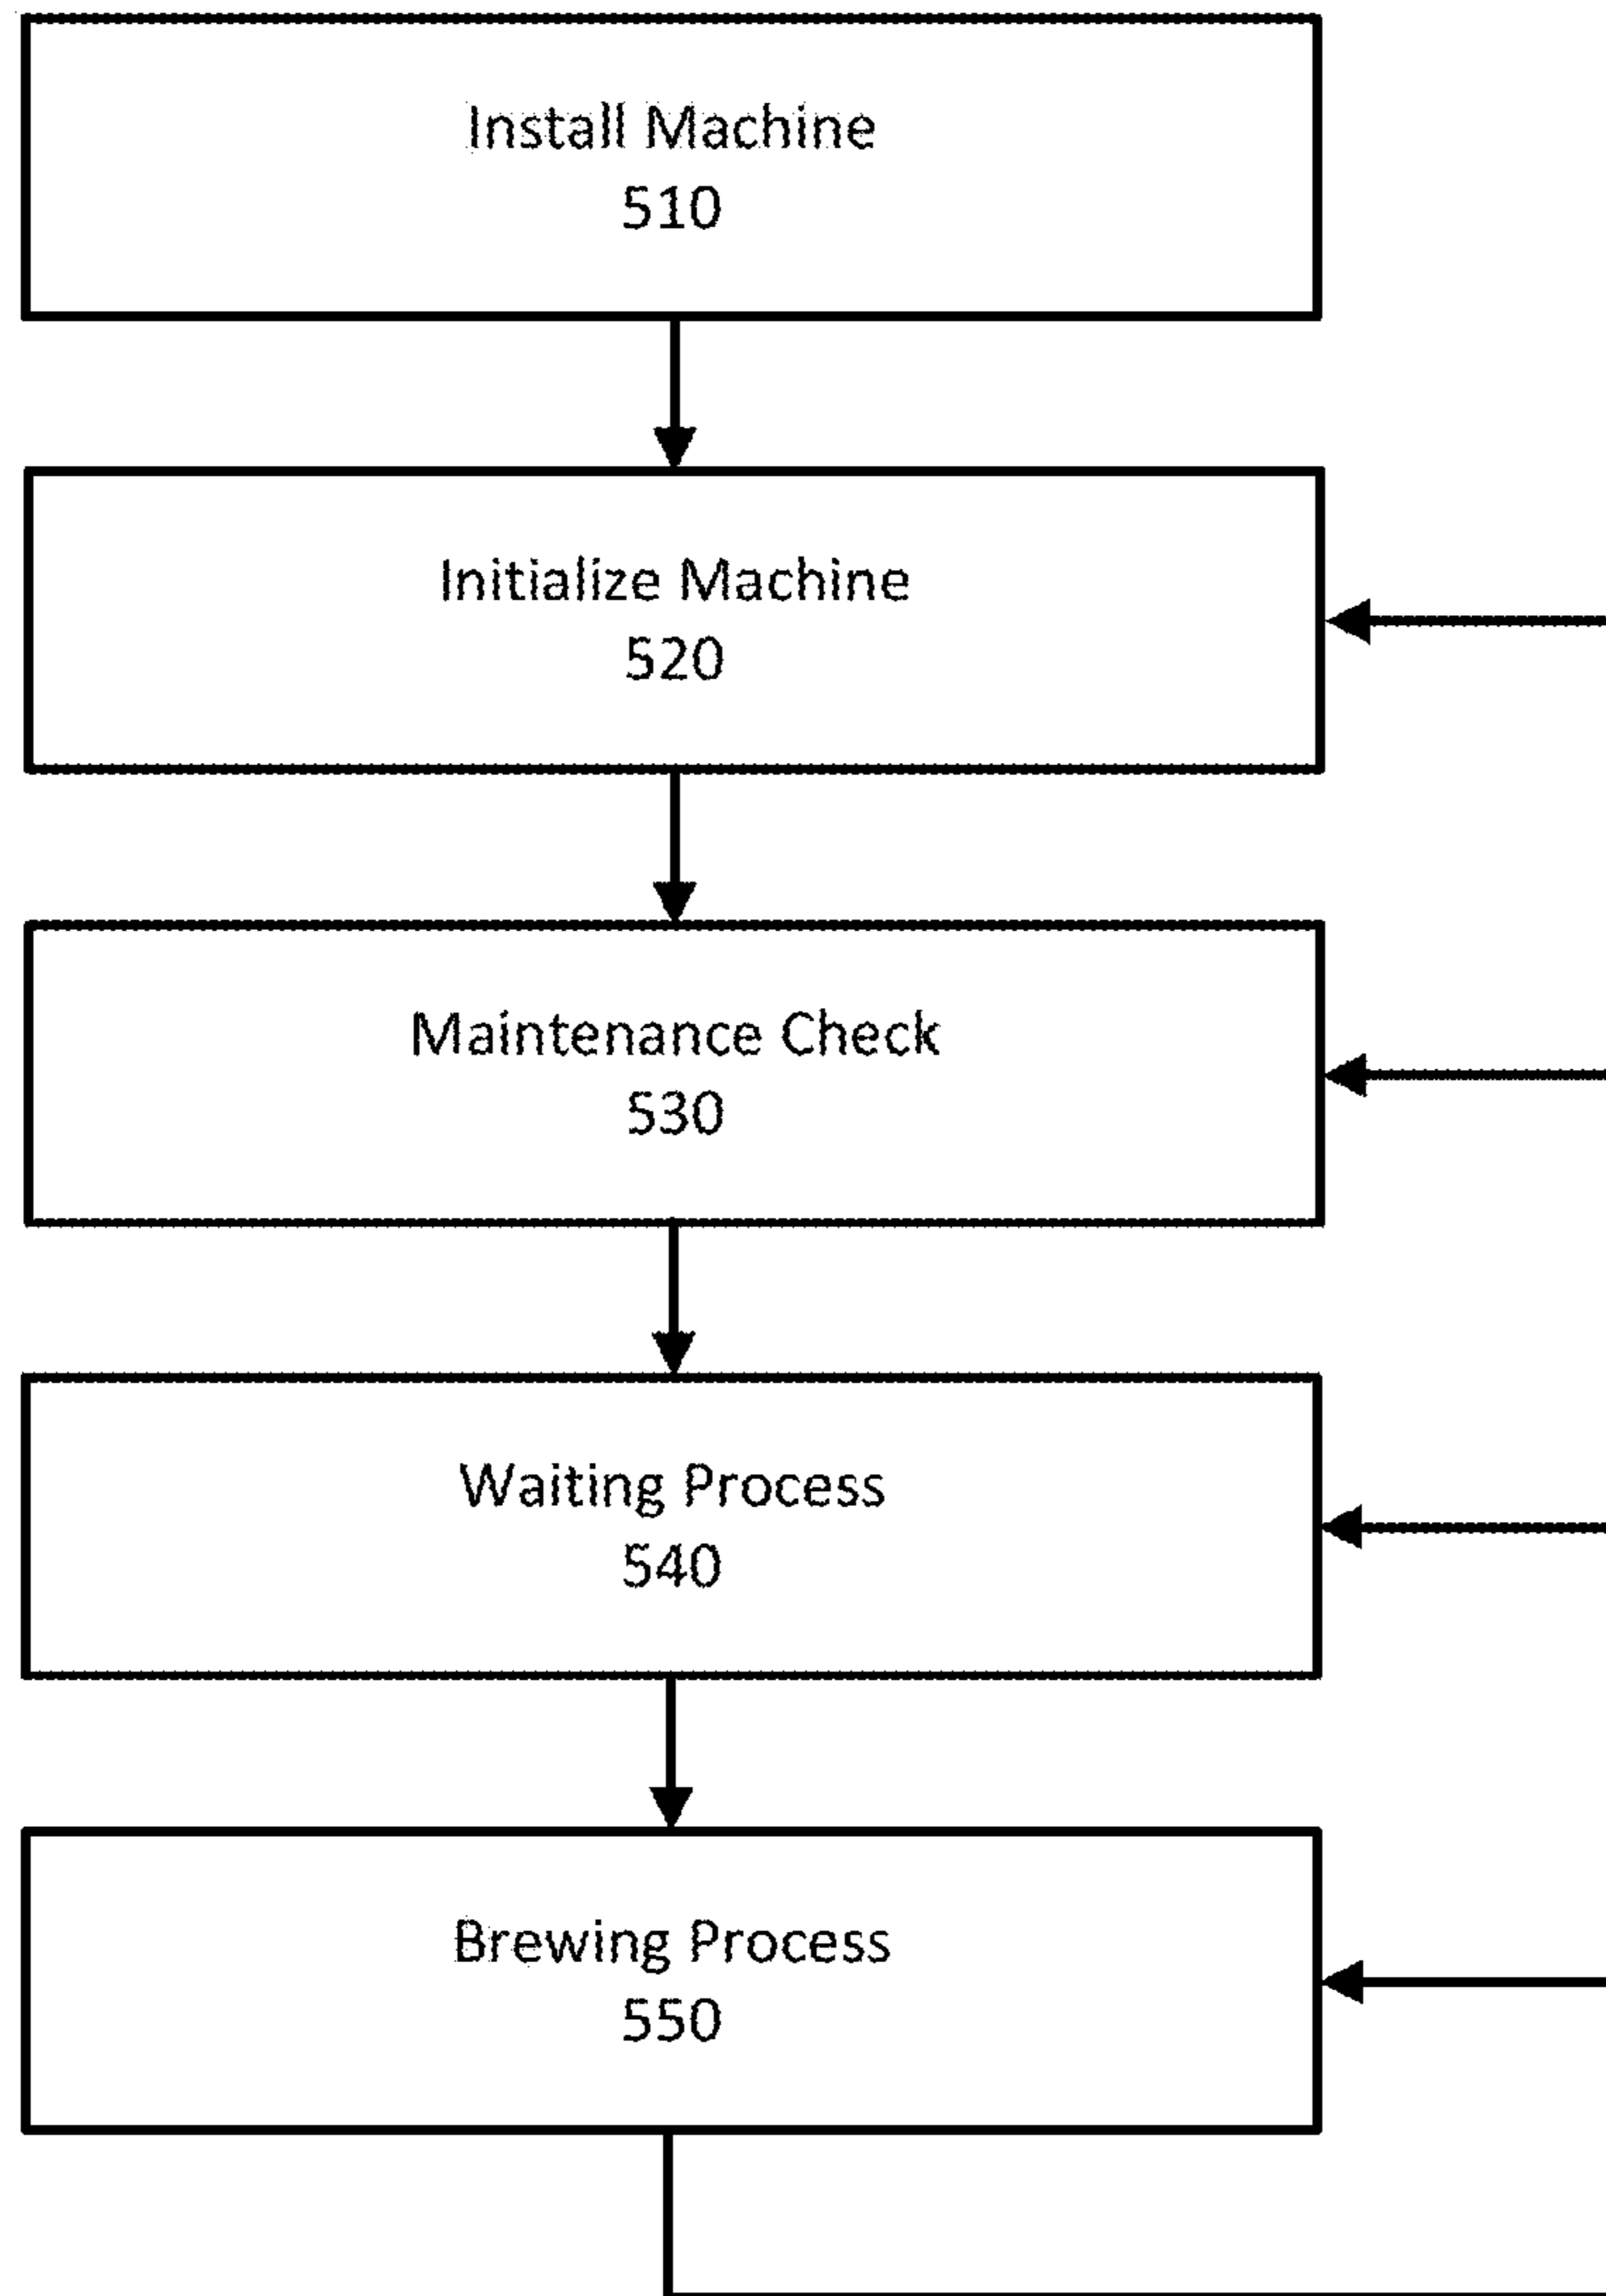 Install Machine
510
Initialize Machine
520
Maintenance Check
530
Waiting Process
540
Brewing Process
550